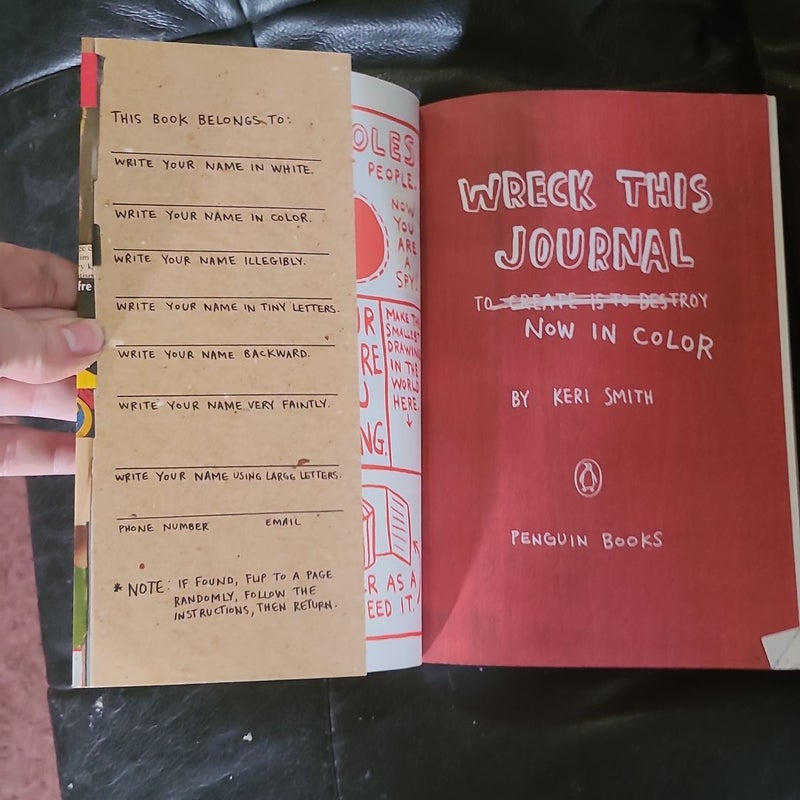 THIS BOOK BELONGS TO:
WRITE YOUR NAME IN WHITE.
WRITE YOUR NAME IN COLOR.
WRITE YOUR NAME ILLEGIBLY.
WRITE YOUR NAME IN TINY LETTERS.
WRITE YOUR NAME BACKWARD.
WRITE YOUR NAME VERY FAINTLY.
WRITE YOUR NAME USING LARGE LETTERS.
PHONE NUMBER EMAIL
* NOTE: IF FOUND, FLIP TO A PAGE
RANDOMLY, FOLLOW THE
INSTRUCTIONS, THEN RETURN.
PEOPLE.
NOW
YOU
ARE
A
SPY!
MAKE THE
SMALLEST
DRAWING
IN THE
WORLD
HERE.
AS A
IT.
WRECK THIS
JOURNAL
TO CREATE IS TO DESTROY
NOW IN COLOR
BY KERI SMITH
PENGUIN BOOKS